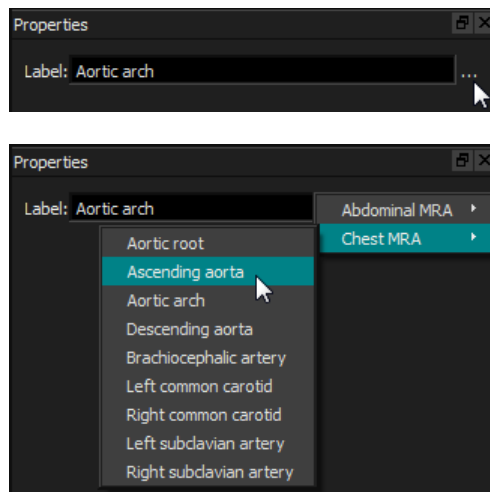 Properties
Label: Aortic arch ...
Properties
Label: Aortic arch
Abdominal MRA
Chest MRA
Aortic root
Ascending aorta
Aortic arch
Descending aorta
Brachiocephalic artery
Left common carotid
Right common carotid
Left subclavian artery
Right subclavian artery